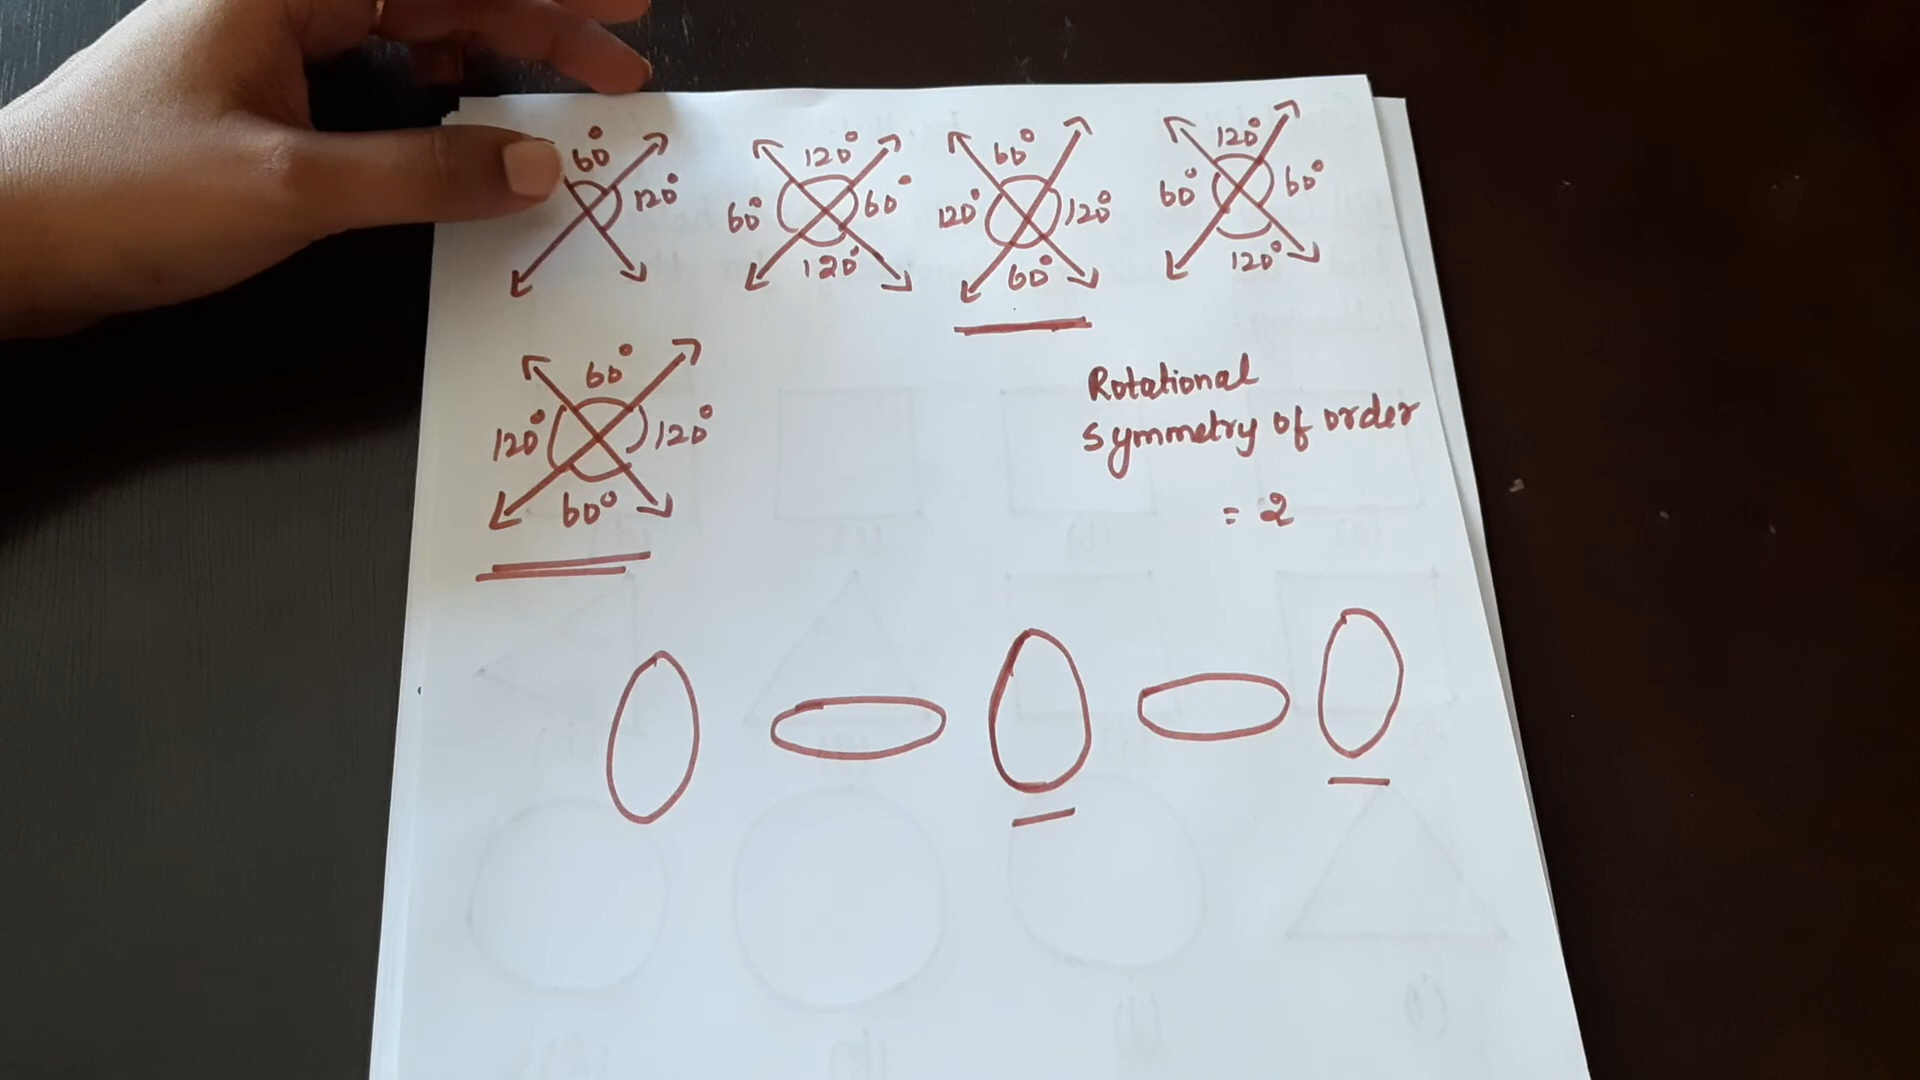 60° 120°
120° 60° 60° 120°
60° 120° 120° 60°
120° 60° 60° 120°
60° 120° 120° 60°
Rotational
symmetry of order
= 2